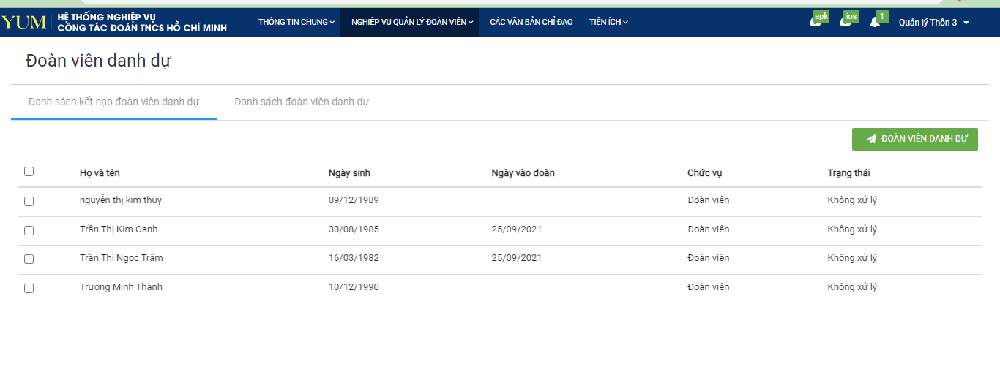 YUM
HỆ THỐNG NGHIỆP VỤ
CÔNG TÁC ĐOÀN TNCS HỒ CHÍ MINH
THÔNG TIN CHUNG
NGHIỆP VỤ QUẢN LÝ ĐOÀN VIÊN
CÁC VĂN BẢN CHỈ ĐẠO
TIỆN ÍCH
apk
ios
1
Quản lý Thôn 3
Đoàn viên danh dự
Danh sách kết nạp đoàn viên danh dự
Danh sách đoàn viên danh dự
ĐOÀN VIÊN DANH DỰ
Họ và tên Ngày sinh Ngày vào đoàn Chức vụ Trạng thái
nguyễn thị kim thùy 09/12/1989 Đoàn viên Không xử lý
Trần Thị Kim Oanh 30/08/1985 25/09/2021 Đoàn viên Không xử lý
Trần Thị Ngọc Trâm 16/03/1982 25/09/2021 Đoàn viên Không xử lý
Trương Minh Thành 10/12/1990 Đoàn viên Không xử lý